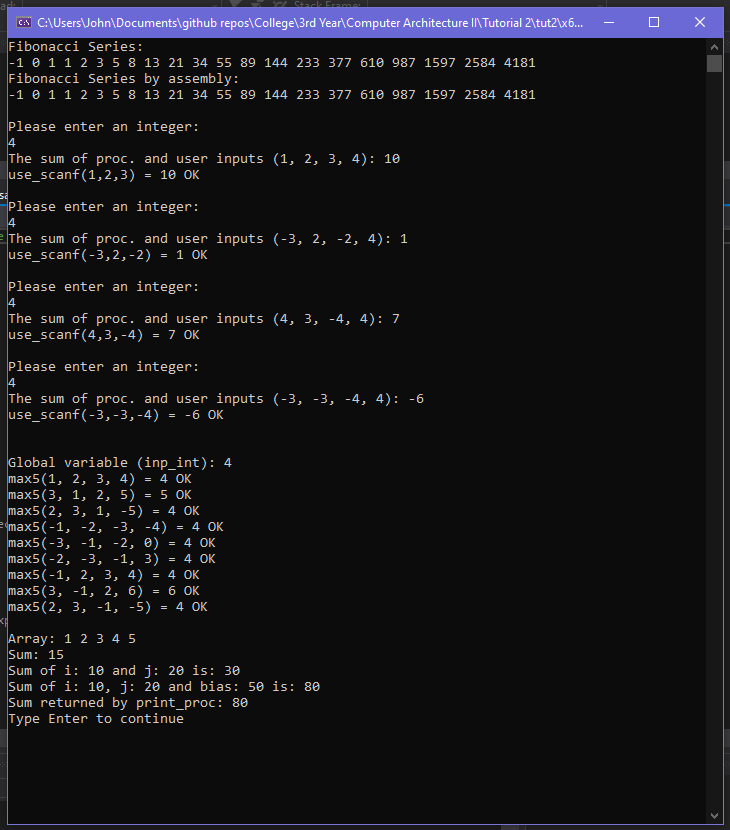 Stack Frame:
C:\Users\John\Documents\github repos\College\3rd Year\Computer Architecture II\Tutorial 2\tut2\x6...
Fibonacci Series:
-1 0 1 1 2 3 5 8 13 21 34 55 89 144 233 377 610 987 1597 2584 4181
Fibonacci Series by assembly:
-1 0 1 1 2 3 5 8 13 21 34 55 89 144 233 377 610 987 1597 2584 4181
Please enter an integer:
4
The sum of proc. and user inputs (1, 2, 3, 4): 10
use_scanf(1,2,3) = 10 OK
Please enter an integer:
4
The sum of proc. and user inputs (-3, 2, -2, 4): 1
use_scanf(-3,2,-2) = 1 OK
Please enter an integer:
4
The sum of proc. and user inputs (4, 3, -4, 4): 7
use_scanf(4,3,-4) = 7 OK
Please enter an integer:
4
The sum of proc. and user inputs (-3, -3, -4, 4): -6
use_scanf(-3,-3,-4) = -6 OK
Global variable (inp_int): 4
max5(1, 2, 3, 4) = 4 OK
max5(3, 1, 2, 5) = 5 OK
max5(2, 3, 1, -5) = 4 OK
max5(-1, -2, -3, -4) = 4 OK
max5(-3, -1, -2, 0) = 4 OK
max5(-2, -3, -1, 3) = 4 OK
max5(-1, 2, 3, 4) = 4 OK
max5(3, -1, 2, 6) = 6 OK
max5(2, 3, -1, -5) = 4 OK
Array: 1 2 3 4 5
Sum: 15
Sum of i: 10 and j: 20 is: 30
Sum of i: 10, j: 20 and bias: 50 is: 80
Sum returned by print_proc: 80
Type Enter to continue